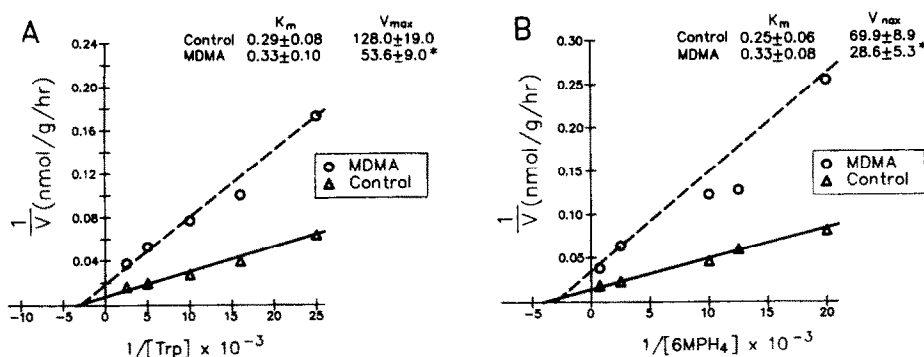 A
Km Vmax
Control 0.29±0.08 128.0±19.0
MDMA 0.33±0.10 53.6±9.0*
0.24
0.20
0.16
0.12
0.08
0.04
1/V (nmol/g/hr)
MDMA
Control
-10 -5 0 5 10 15 20 25
1/[Trp] x 10-3
B
Km Vnax
Control 0.25±0.06 69.9±8.9
MDMA 0.33±0.08 28.6±5.3*
0.30
0.25
0.20
0.15
0.10
0.05
1/V (nmol/g/hr)
MDMA
Control
-5 0 5 10 15 20
1/[6MPH4] x 10-3